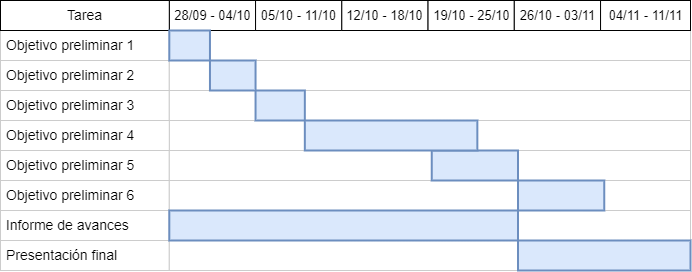 Tarea 28/09 - 04/10 05/10 - 11/10 12/10 - 18/10 19/10 - 25/10 26/10 - 03/11 04/11 - 11/11
Objetivo preliminar 1
Objetivo preliminar 2
Objetivo preliminar 3
Objetivo preliminar 4
Objetivo preliminar 5
Objetivo preliminar 6
Informe de avances
Presentación final